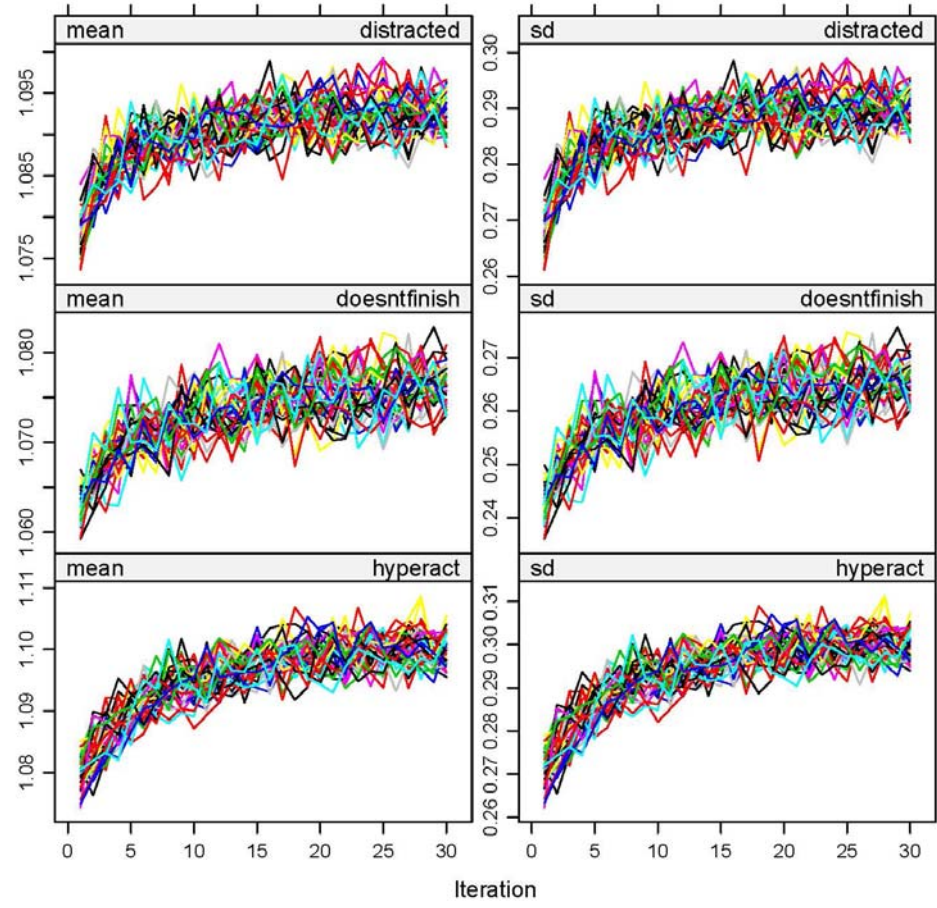 mean distracted
sd distracted
1.095
1.085
1.075
0.30
0.29
0.28
0.27
0.26
mean doesntfinish
sd doesntfinish
1.080
1.070
1.060
0.27
0.26
0.25
0.24
mean hyperact
sd hyperact
1.11
1.10
1.09
1.08
0.31
0.30
0.29
0.28
0.27
0.26
0 5 10 15 20 25 30
0 5 10 15 20 25 30
Iteration